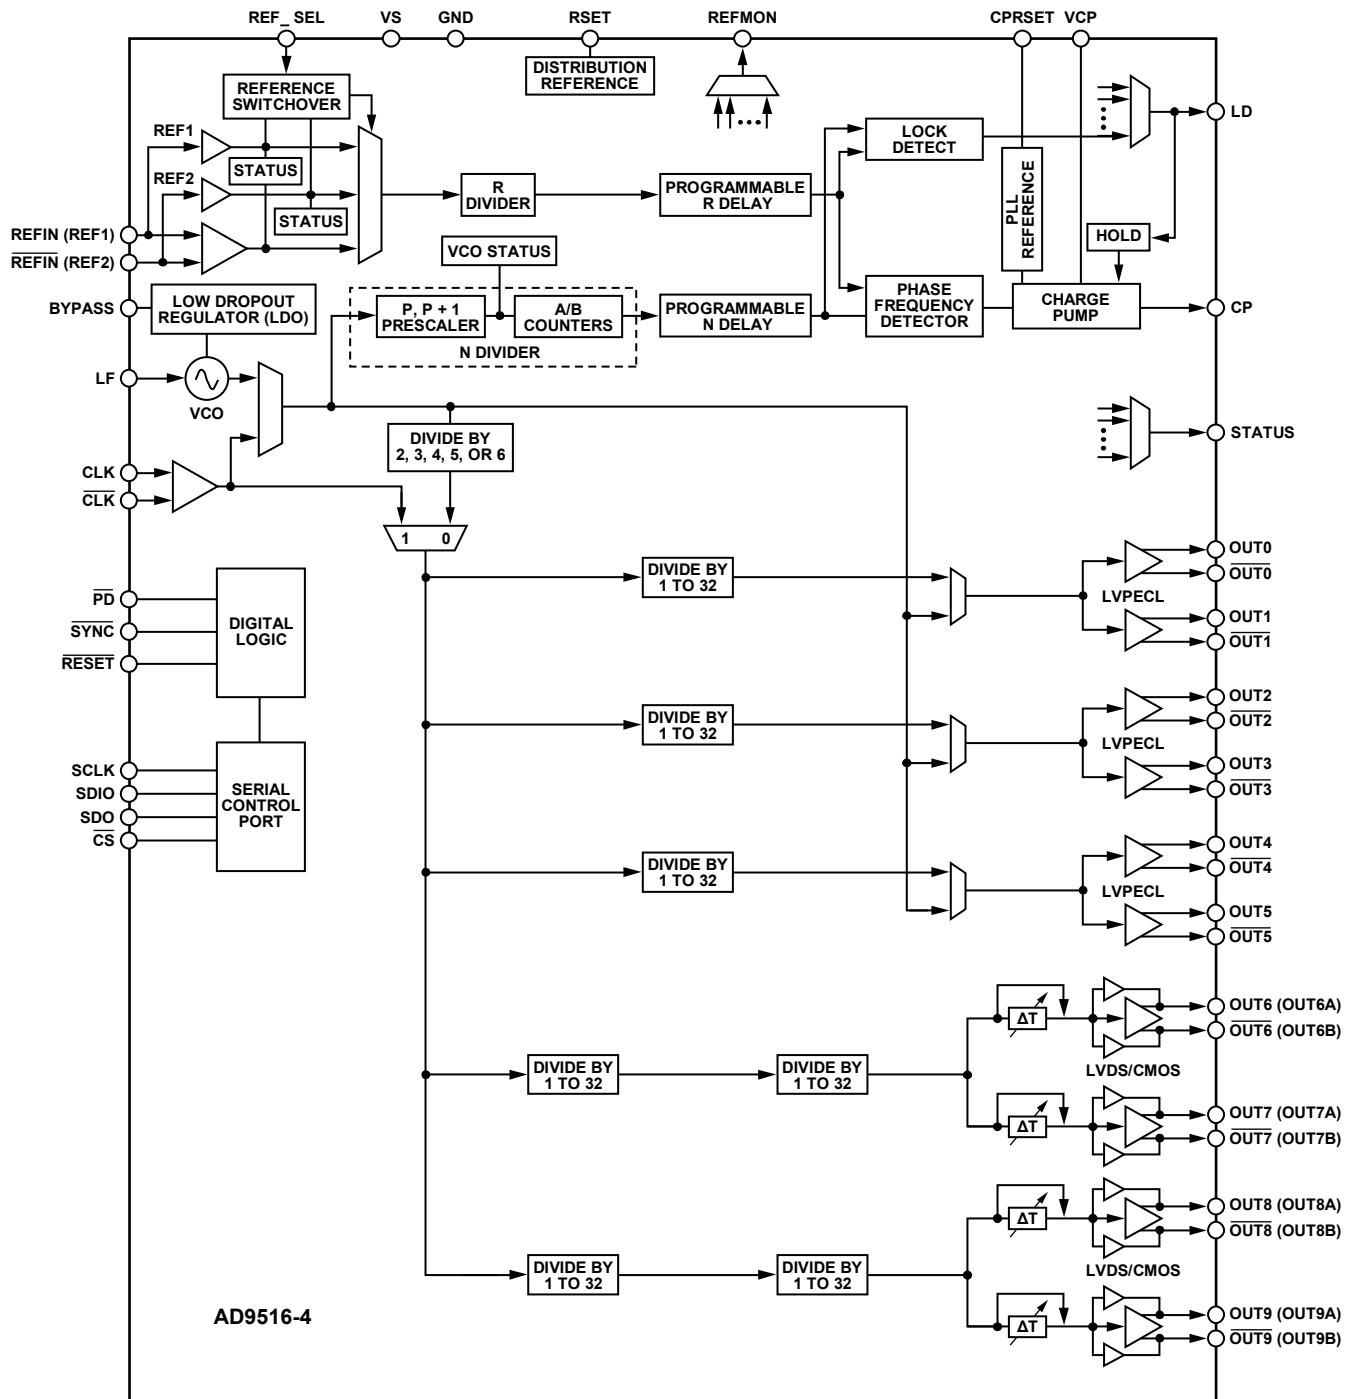 REF_ SEL VS GND RSET REFMON CPRSET VCP
DISTRIBUTION
REFERENCE
REFERENCE
SWITCHOVER
REF1
STATUS
REF2
STATUS
REFIN (REF1)
REFIN (REF2)
R
DIVIDER
PROGRAMMABLE
R DELAY
LOCK
DETECT
LD
PLL
REFERENCE
HOLD
VCO STATUS
BYPASS
LOW DROPOUT
REGULATOR (LDO)
P, P + 1
PRESCALER
A/B
COUNTERS
N DIVIDER
PROGRAMMABLE
N DELAY
PHASE
FREQUENCY
DETECTOR
CHARGE
PUMP
CP
LF
VCO
STATUS
DIVIDE BY
2, 3, 4, 5, OR 6
CLK
CLK
1 0
PD
SYNC
RESET
DIGITAL
LOGIC
SCLK
SDIO
SDO
CS
SERIAL
CONTROL
PORT
DIVIDE BY
1 TO 32
LVPECL
OUT0
OUT0
OUT1
OUT1
DIVIDE BY
1 TO 32
LVPECL
OUT2
OUT2
OUT3
OUT3
DIVIDE BY
1 TO 32
LVPECL
OUT4
OUT4
OUT5
OUT5
DIVIDE BY
1 TO 32
DIVIDE BY
1 TO 32
ΔT
ΔT
LVDS/CMOS
OUT6 (OUT6A)
OUT6 (OUT6B)
OUT7 (OUT7A)
OUT7 (OUT7B)
DIVIDE BY
1 TO 32
DIVIDE BY
1 TO 32
ΔT
ΔT
LVDS/CMOS
OUT8 (OUT8A)
OUT8 (OUT8B)
OUT9 (OUT9A)
OUT9 (OUT9B)
AD9516-4